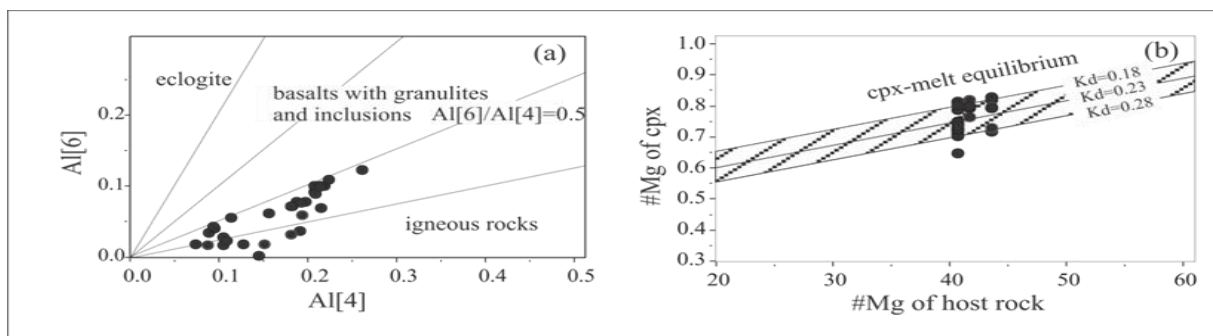 (a)
eclogite
basalts with granulites
and inclusions Al[6]/Al[4]=0.5
igneous rocks
Al[6]
0.2
0.1
0.0
0.0 0.1 0.2 0.3 0.4 0.5
Al[4]
(b)
cpx-melt equilibrium
Kd=0.18
Kd=0.23
Kd=0.28
#Mg of cpx
1.0
0.9
0.8
0.7
0.6
0.5
0.4
0.3
20 30 40 50 60
#Mg of host rock